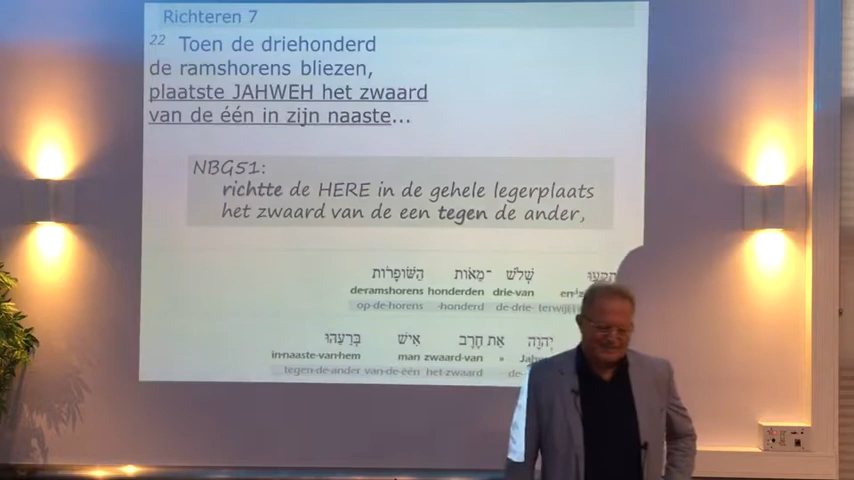 Richteren 7
22 Toen de driehonderd
de ramshorens bliezen,
plaatste JAHWEH het zwaard
van de één in zijn naaste...
NBG51:
richtte de HERE in de gehele legerplaats
het zwaard van de een tegen de ander,
שְׁלֹשׁ ־מֵאוֹת הַשּׁוֹפָרוֹת
deramshorens honderden drie-van
op-de-horens -honderd de-drie- terwijl
יְהוָה אֵת חֶרֶב אִישׁ בְּרֵעֵהוּ
in-naaste-van-hem man zwaard-van
tegen-de-ander van-de-één het-zwaard